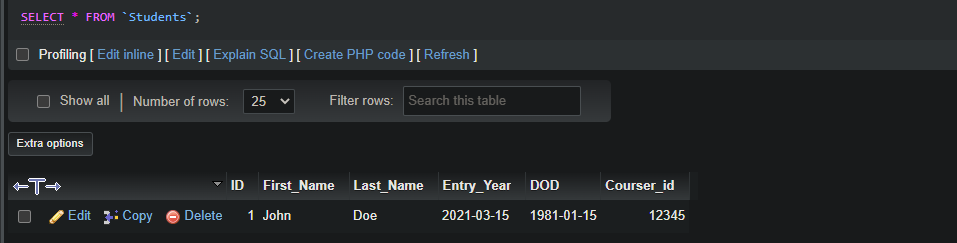 SELECT * FROM `Students`;
Profiling [ Edit inline ] [ Edit ] [ Explain SQL ] [ Create PHP code ] [ Refresh ]
Show all | Number of rows: 25 Filter rows: Search this table
Extra options
ID First_Name Last_Name Entry_Year DOD Courser_id
Edit Copy Delete 1 John Doe 2021-03-15 1981-01-15 12345